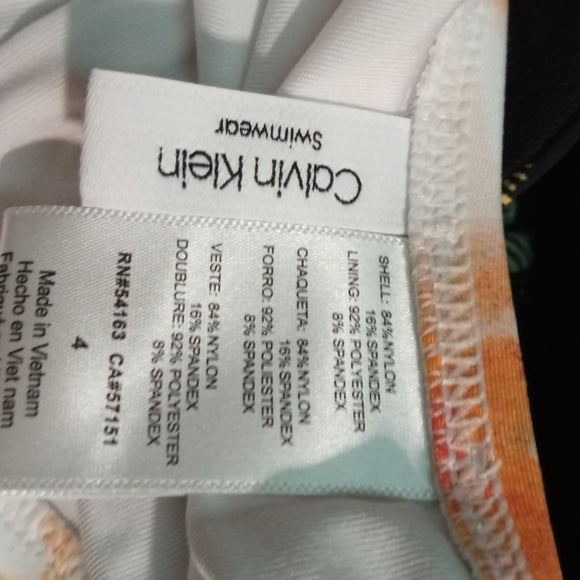 Calvin Klein
Swimwear
SHELL: 84% NYLON
16% SPANDEX
LINING: 92% POLYESTER
8% SPANDEX
CHAQUETA: 84% NYLON
16% SPANDEX
FORRO: 92% POLIESTER
8% SPANDEX
VESTE: 84% NYLON
16% SPANDEX
DOUBLURE: 92% POLYESTER
8% SPANDEX
RN#54163 CA#57151
4
Made in Vietnam
Hecho en Viet nam